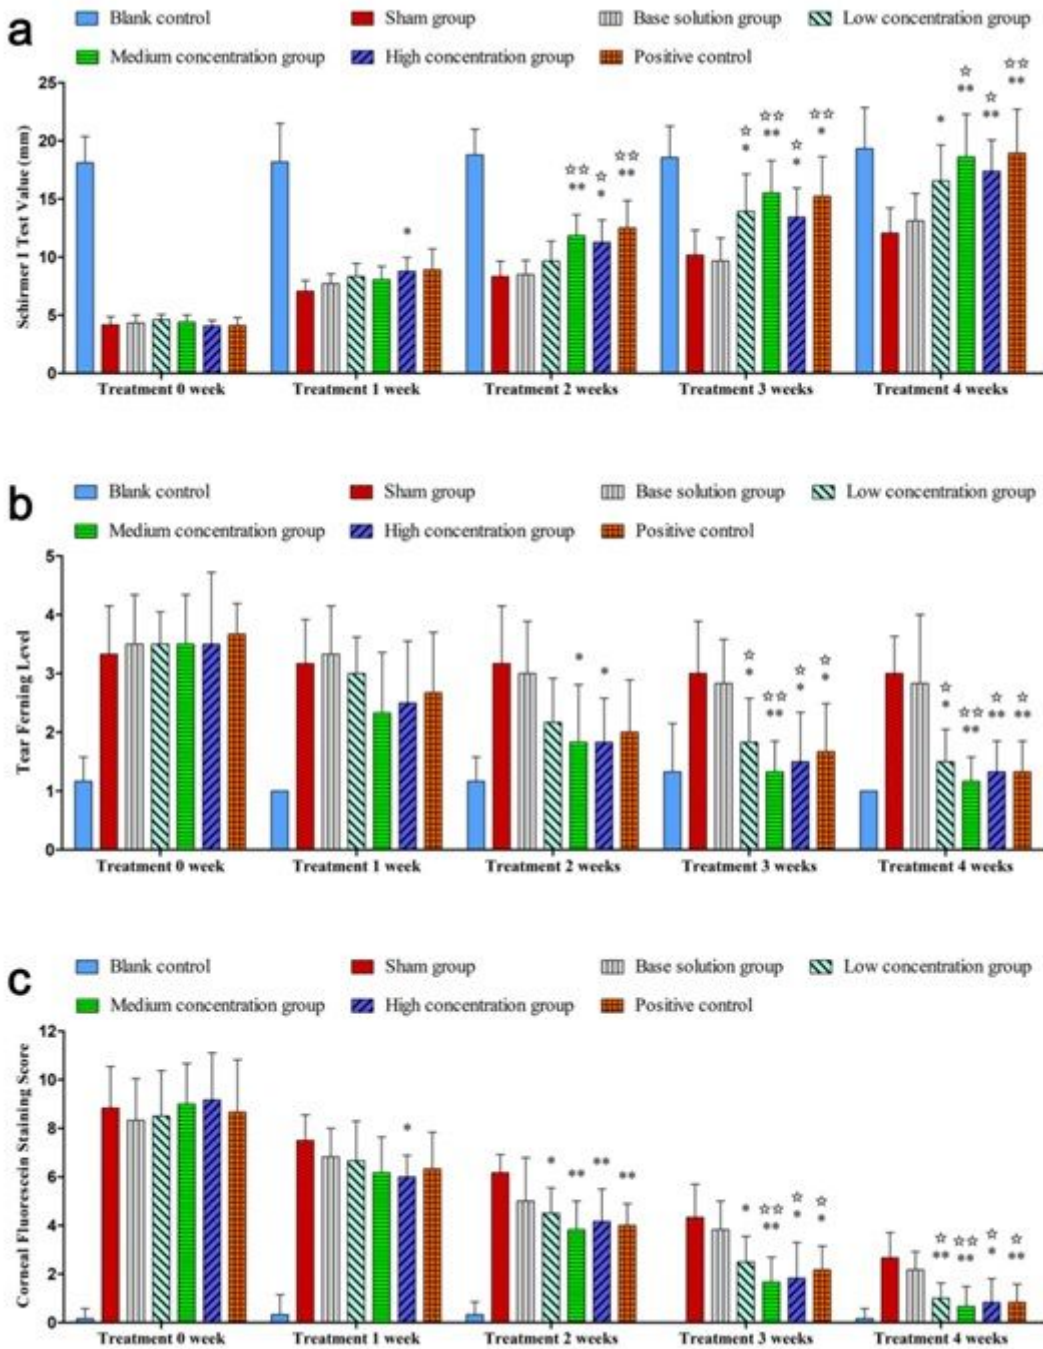 a
Blank control Sham group Base solution group Low concentration group
Medium concentration group High concentration group Positive control
Schirmer I Test Value (mm)
25
20
15
10
5
0
*
☆☆ ☆ ☆☆
** * **
☆ ☆☆ ☆ ☆☆
* ** * *
☆ ☆ ☆☆
* ** ** **
Treatment 0 week Treatment 1 week Treatment 2 weeks Treatment 3 weeks Treatment 4 weeks
b
Blank control Sham group Base solution group Low concentration group
Medium concentration group High concentration group Positive control
Tear Ferning Level
5
4
3
2
1
0
* *
☆ ☆☆ ☆ ☆
* ** * *
☆ ☆☆ ☆ ☆
* ** ** **
Treatment 0 week Treatment 1 week Treatment 2 weeks Treatment 3 weeks Treatment 4 weeks
c
Blank control Sham group Base solution group Low concentration group
Medium concentration group High concentration group Positive control
Corneal Fluorescein Staining Score
12
10
8
6
4
2
0
*
* ** ** **
☆☆ ☆ ☆
* ** * *
☆ ☆☆ ☆ ☆
** ** * **
Treatment 0 week Treatment 1 week Treatment 2 weeks Treatment 3 weeks Treatment 4 weeks